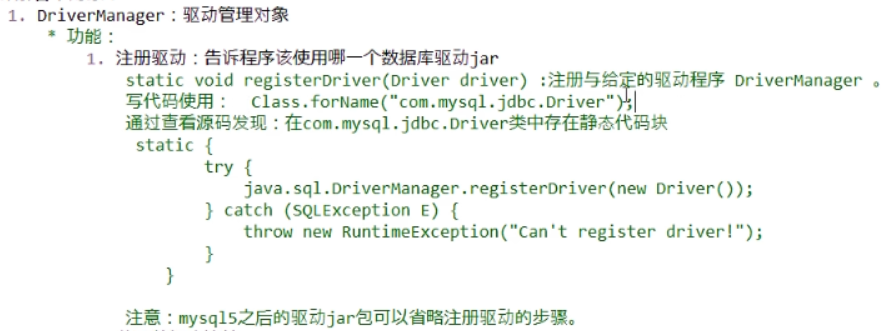 1. DriverManager：驱动管理对象
* 功能：
1. 注册驱动：告诉程序该使用哪一个数据库驱动jar
static void registerDriver(Driver driver) :注册与给定的驱动程序 DriverManager 。
写代码使用： Class.forName("com.mysql.jdbc.Driver");
通过查看源码发现：在com.mysql.jdbc.Driver类中存在静态代码块
static {
try {
java.sql.DriverManager.registerDriver(new Driver());
} catch (SQLException E) {
throw new RuntimeException("Can't register driver!");
}
}
注意：mysql5之后的驱动jar包可以省略注册驱动的步骤。